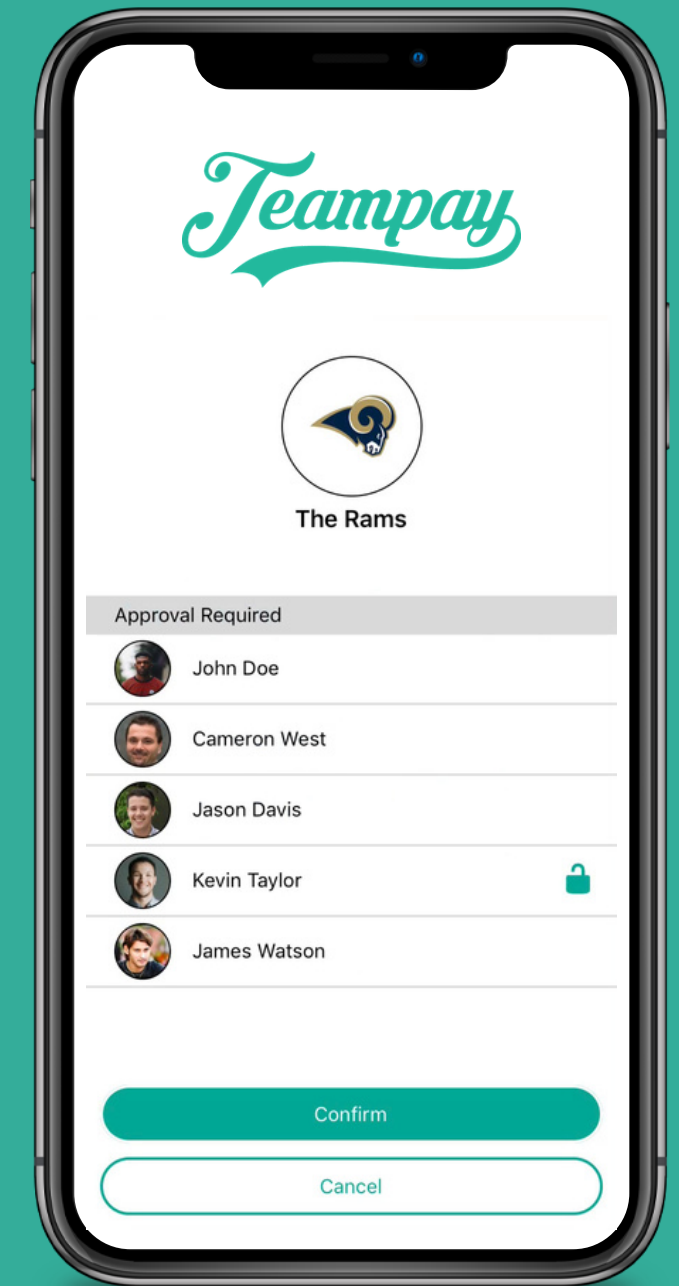 Teampay
The Rams
Approval Required
John Doe
Cameron West
Jason Davis
Kevin Taylor
James Watson
Confirm
Cancel